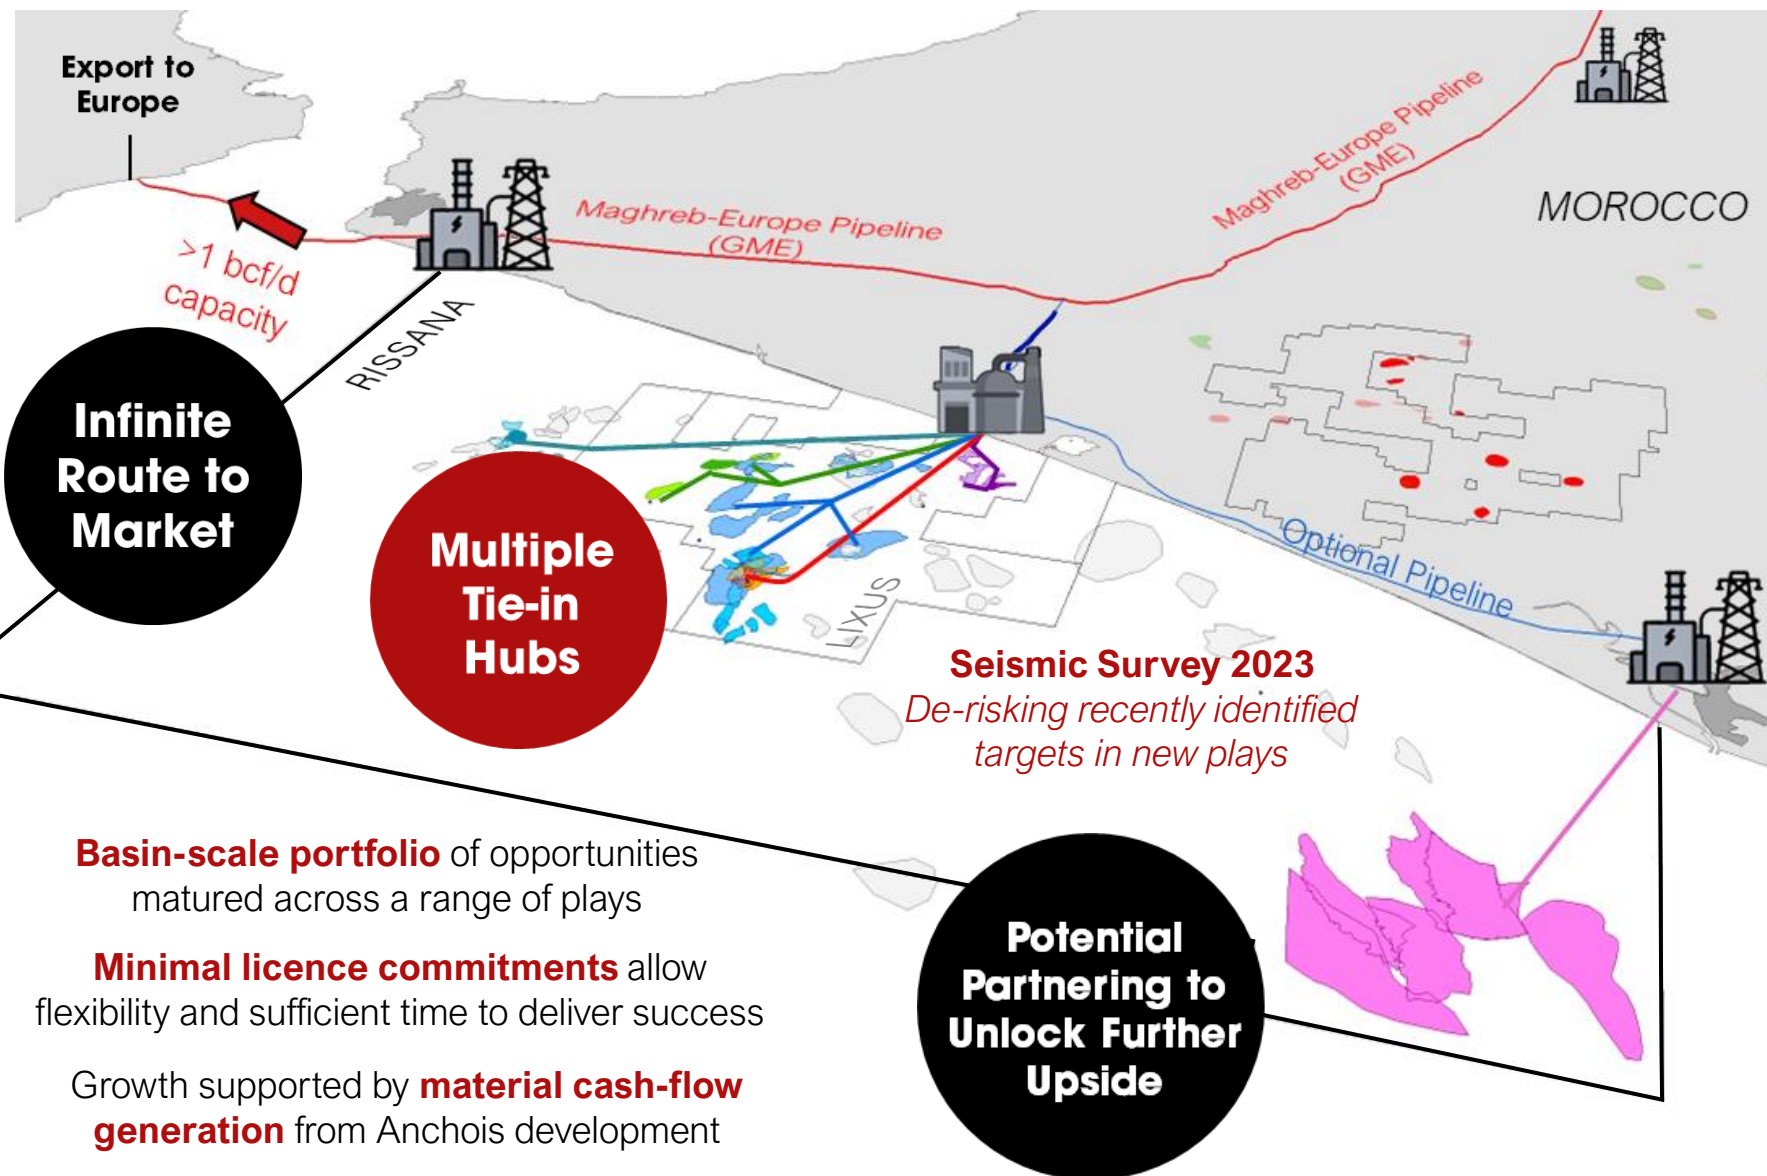 Export to
Europe
MOROCCO
Maghreb-Europe Pipeline
(GME)
Maghreb-Europe Pipeline
(GME)
>1 bcf/d
capacity
RISSANA
Infinite
Route to
Market
Multiple
Tie-in
Hubs
LIXUS
Optional Pipeline
Seismic Survey 2023
De-risking recently identified
targets in new plays
Basin-scale portfolio of opportunities
matured across a range of plays
Minimal licence commitments allow
flexibility and sufficient time to deliver success
Growth supported by material cash-flow
generation from Anchois development
Potential
Partnering to
Unlock Further
Upside